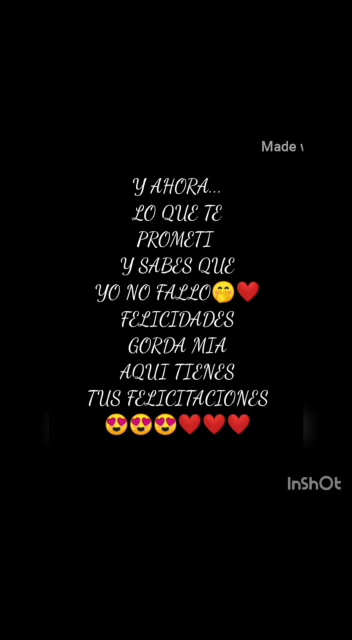 Made
Y AHORA...
LO QUE TE
PROMETI
Y SABES QUE
YO NO FALLO🤭❤️
FELICIDADES
GORDA MIA
AQUI TIENES
TUS FELICITACIONES
😍😍😍❤️❤️❤️
InShOt